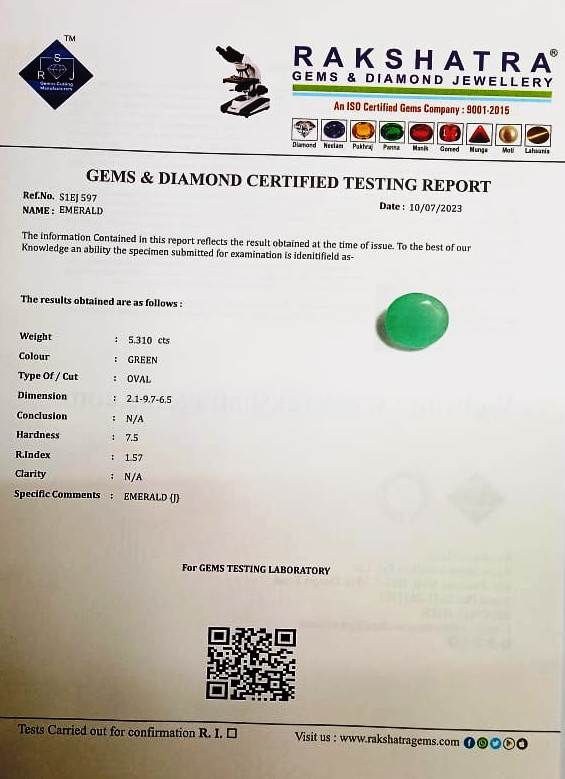 TM
R S J
Gemes Cutting
Manufacturers
RAKSHATRA®
GEMS & DIAMOND JEWELLERY
An ISO Certified Gems Company : 9001-2015
Diamond Neelam Pukhraj Panna Manik Gomed Munga Moti Lahsunia
GEMS & DIAMOND CERTIFIED TESTING REPORT
Ref.No. S1EJ597
NAME : EMERALD
Date : 10/07/2023
The information Contained in this report reflects the result obtained at the time of issue. To the best of our
Knowledge an ability the specimen submitted for examination is idenitifield as-
The results obtained are as follows :
Weight : 5.310 cts
Colour : GREEN
Type Of / Cut : OVAL
Dimension : 2.1-9.7-6.5
Conclusion : N/A
Hardness : 7.5
R.Index : 1.57
Clarity : N/A
Specific Comments : EMERALD (J)
For GEMS TESTING LABORATORY
Tests Carried out for confirmation R. I. ☐
Visit us : www.rakshatragems.com